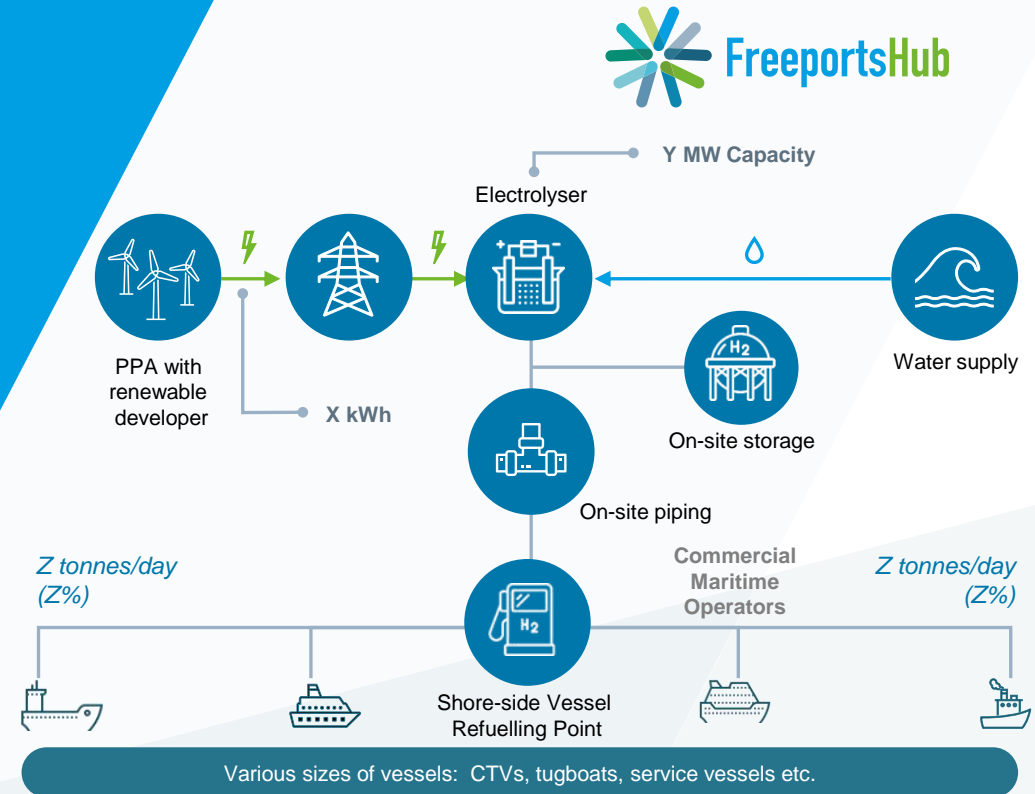 FreeportsHub
Y MW Capacity
Electrolyser
PPA with
renewable
developer
X kWh
Water supply
H2
On-site storage
On-site piping
Z tonnes/day
(Z%)
Commercial
Maritime
Operators
Z tonnes/day
(Z%)
H2
Shore-side Vessel
Refuelling Point
Various sizes of vessels: CTVs, tugboats, service vessels etc.